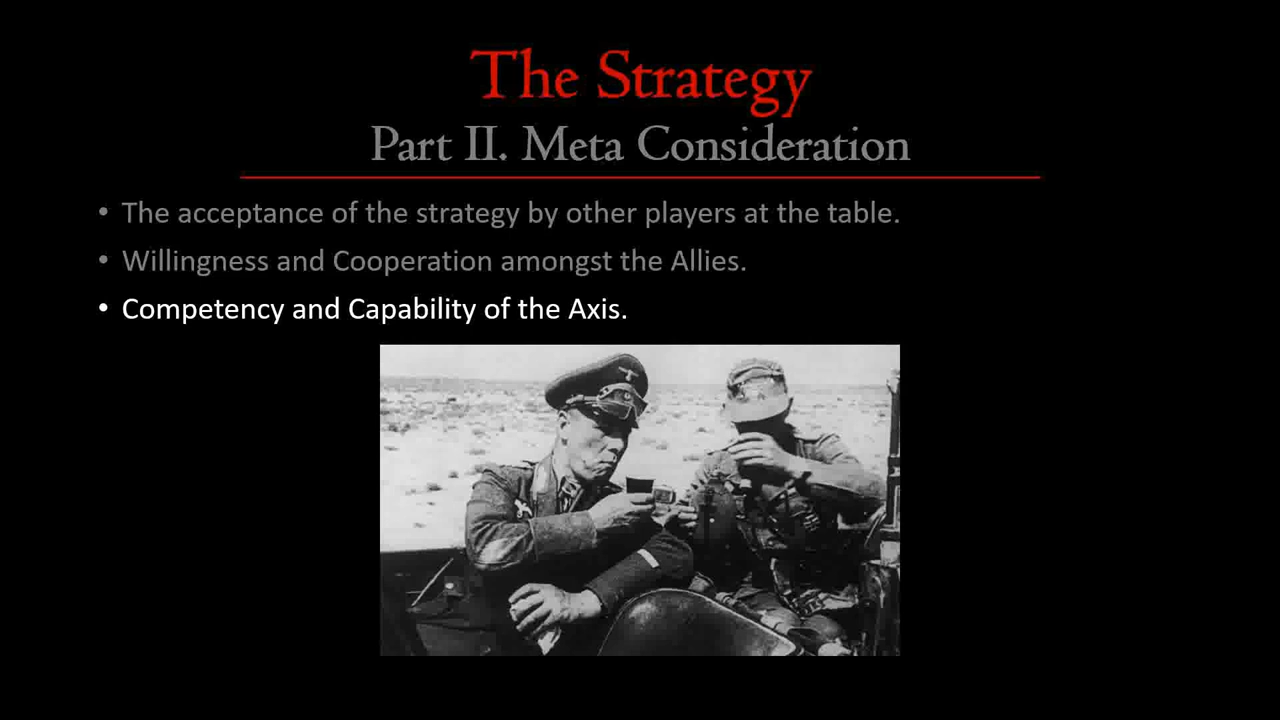 The Strategy
Part II. Meta Consideration
• The acceptance of the strategy by other players at the table.
• Willingness and Cooperation amongst the Allies.
• Competency and Capability of the Axis.